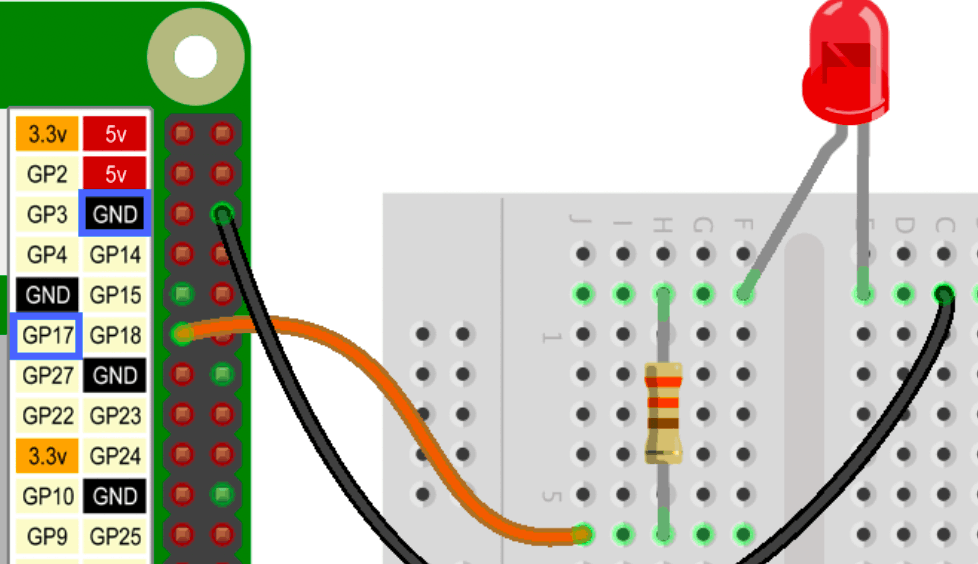 3.3v 5v
GP2 5v
GP3 GND
GP4 GP14
GND GP15
GP17 GP18
GP27 GND
GP22 GP23
3.3v GP24
GP10 GND
GP9 GP25
J I H G F E D C
1
5